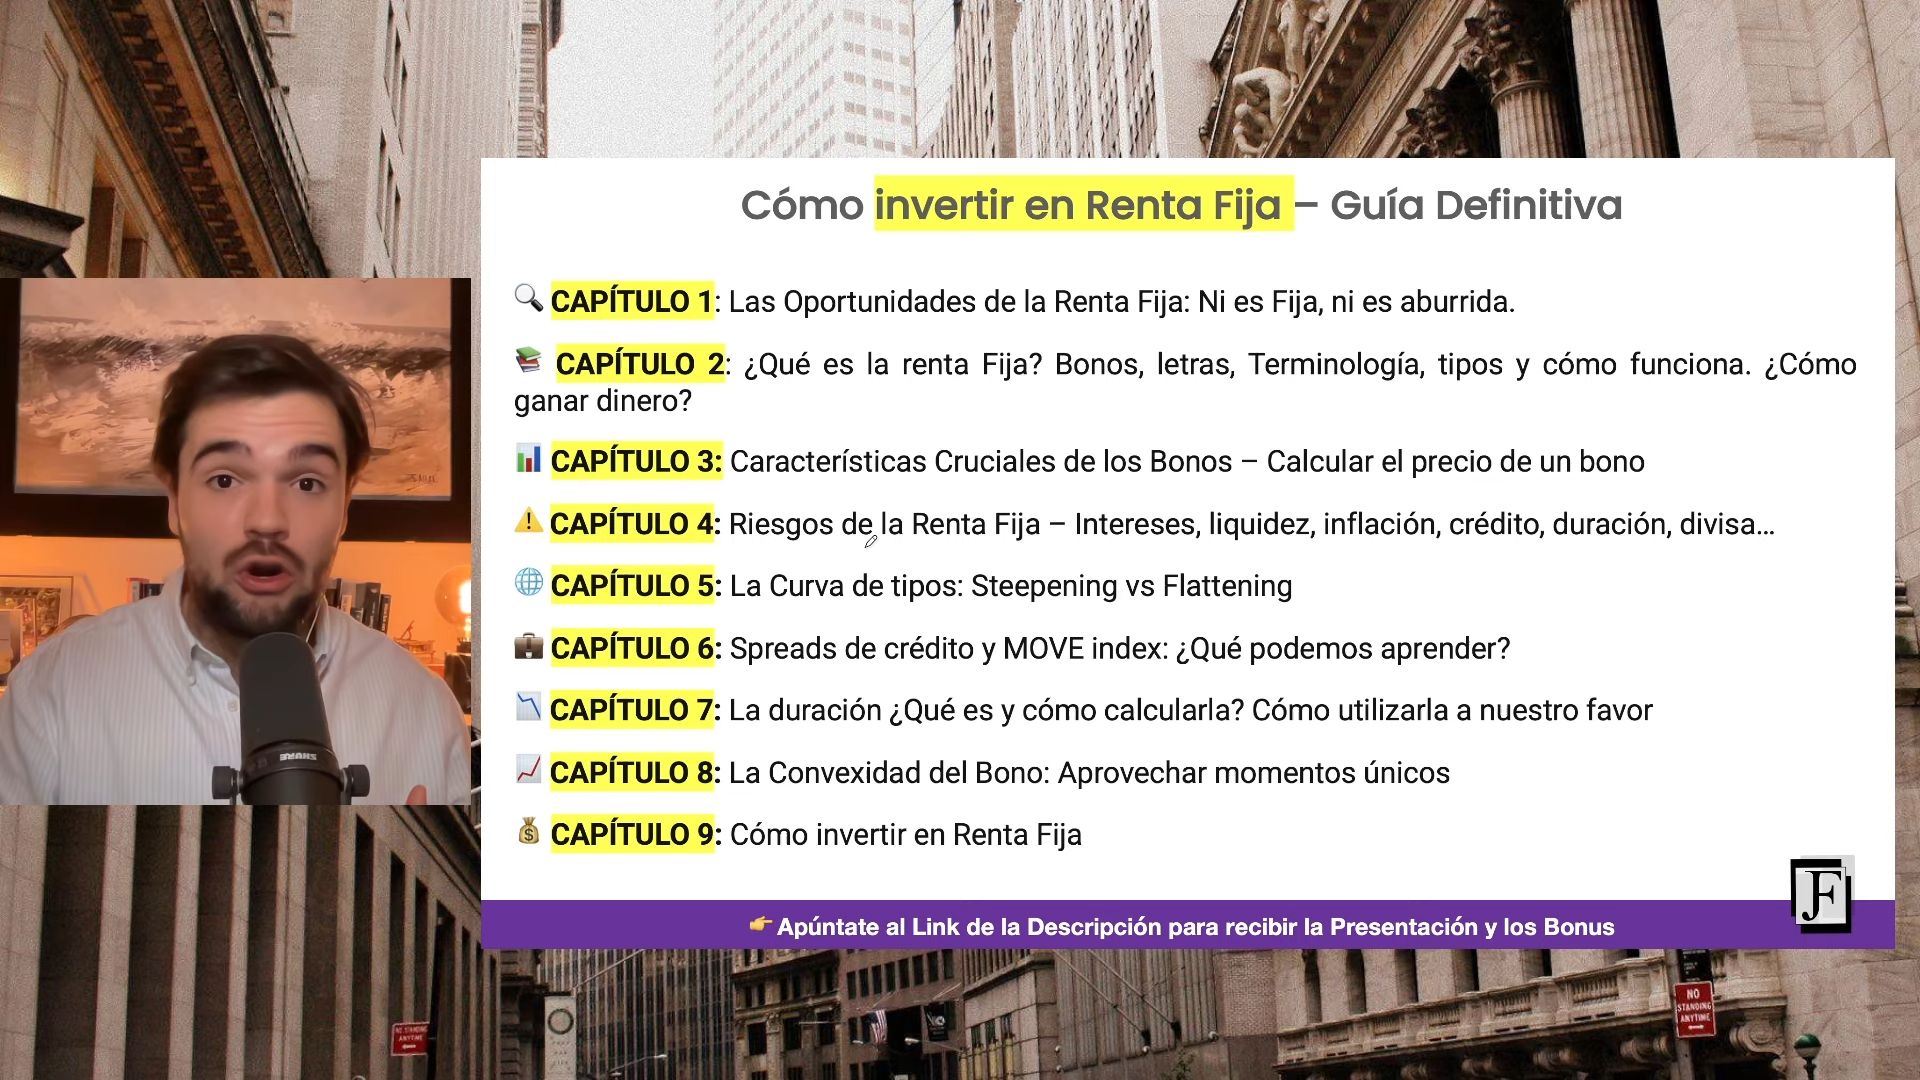 Cómo invertir en Renta Fija – Guía Definitiva
CAPÍTULO 1: Las Oportunidades de la Renta Fija: Ni es Fija, ni es aburrida.
CAPÍTULO 2: ¿Qué es la renta Fija? Bonos, letras, Terminología, tipos y cómo funciona. ¿Cómo
ganar dinero?
CAPÍTULO 3: Características Cruciales de los Bonos – Calcular el precio de un bono
CAPÍTULO 4: Riesgos de la Renta Fija – Intereses, liquidez, inflación, crédito, duración, divisa...
CAPÍTULO 5: La Curva de tipos: Steepening vs Flattening
CAPÍTULO 6: Spreads de crédito y MOVE index: ¿Qué podemos aprender?
CAPÍTULO 7: La duración ¿Qué es y cómo calcularla? Cómo utilizarla a nuestro favor
CAPÍTULO 8: La Convexidad del Bono: Aprovechar momentos únicos
CAPÍTULO 9: Cómo invertir en Renta Fija
JF
Apúntate al Link de la Descripción para recibir la Presentación y los Bonus
SHURE
NO STANDING ANYTIME
NO
STANDING
ANYTIME